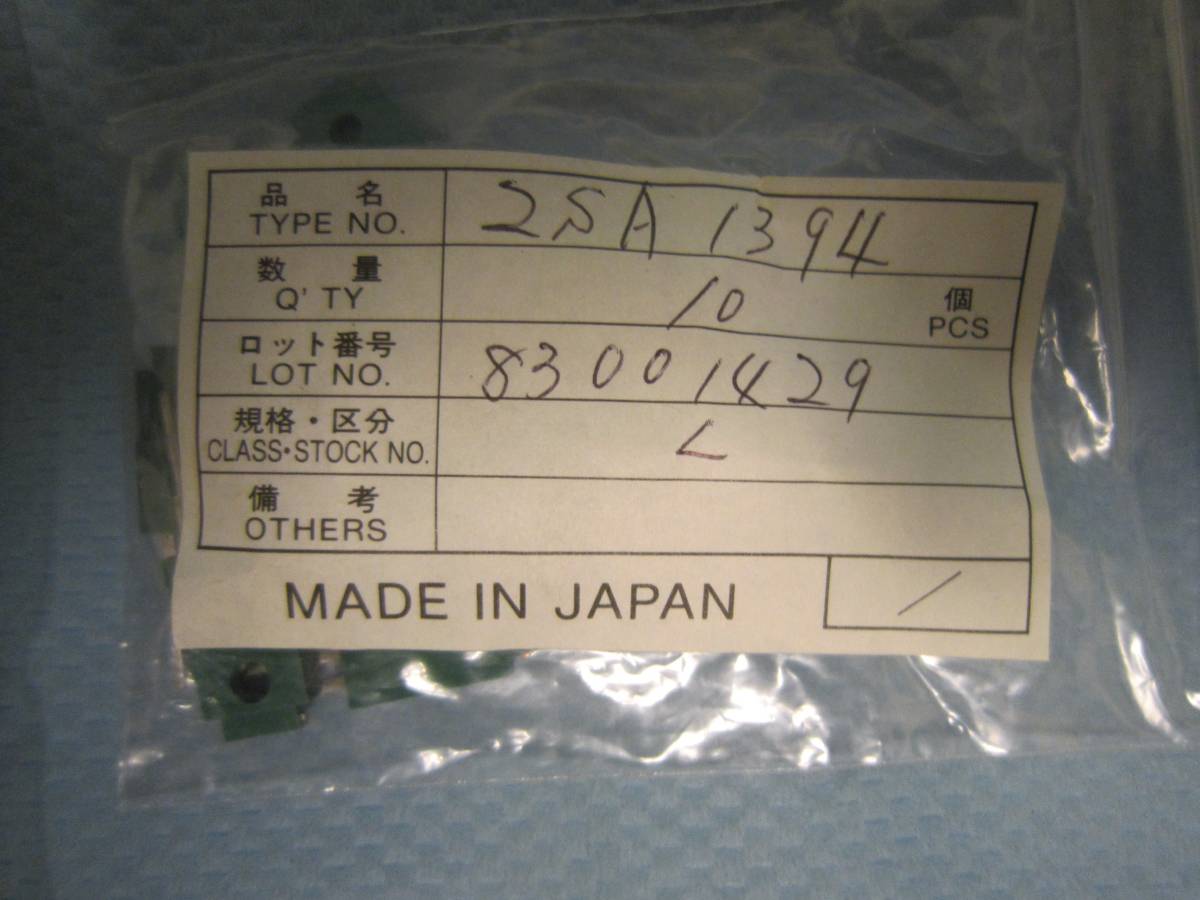 品 名 2SA 1394
TYPE NO.
数 量 10 個
Q'TY PCS
ロット番号 83001429
LOT NO.
規格・区分 L
CLASS・STOCK NO.
備 考
OTHERS
MADE IN JAPAN /